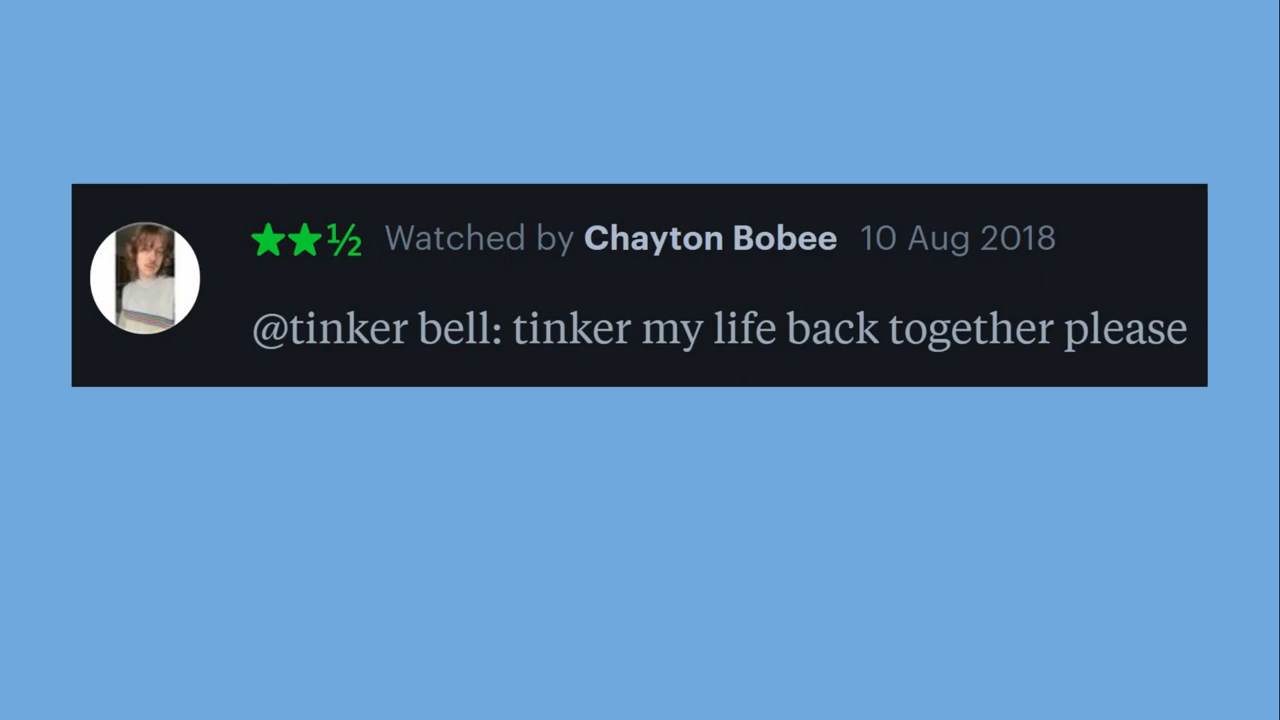 ★★½ Watched by Chayton Bobee 10 Aug 2018
@tinker bell: tinker my life back together please